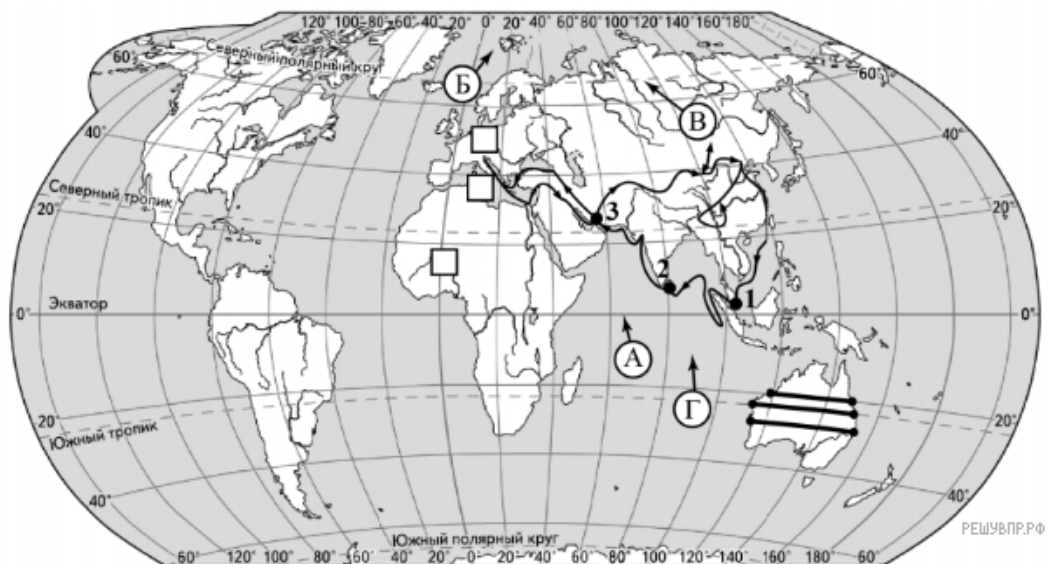 120° 100° 80° 60° 40° 20° 0° 20° 40° 60° 80° 100° 120° 140° 160° 180°
Северный полярный круг
60° 60°
Б
В
40° 40°
Северный тропик
20° 20°
3
2
1
Экватор
0° 0°
А
Г
20° 20°
Южный тропик
40° 40°
РЕШУВПР.РФ
Южный полярный круг
60° 120° 100° 80° 60° 40° 20° 0° 20° 40° 60° 80° 100° 120° 140° 160° 180° 60°